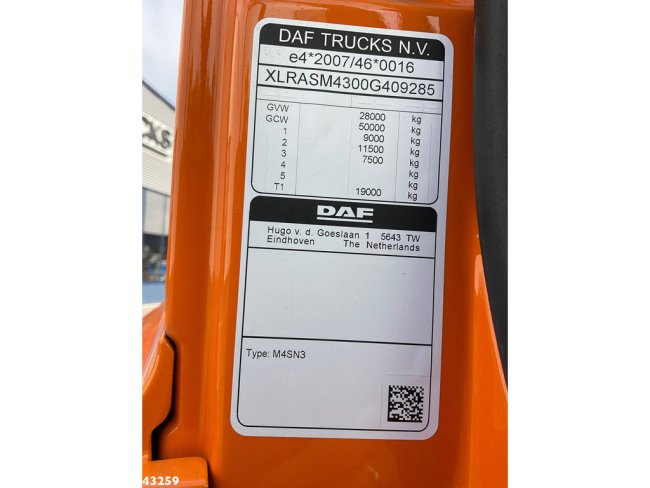 DAF TRUCKS N.V.
e4*2007/46*0016
XLRASM4300G409285
GVW 28000 kg
GCW 50000 kg
1 9000 kg
2 11500 kg
3 7500 kg
4 kg
5 kg
T1 19000 kg
DAF
Hugo v. d. Goeslaan 1 5643 TW
Eindhoven The Netherlands
Type: M4SN3
43259